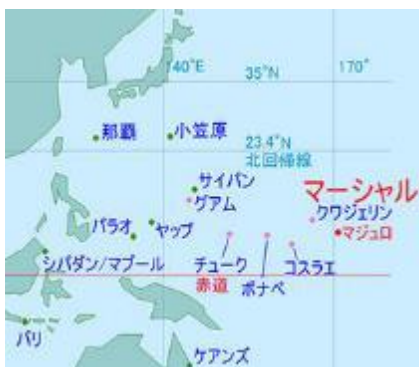 140°E
35°N
170°
那覇
小笠原
23.4°N
北回帰線
サイパン
グアム
マーシャル
クワジェリン
マジュロ
パラオ
ヤップ
シパダン/マブール
チューク
ポナペ
コスラエ
赤道
バリ
ケアンズ